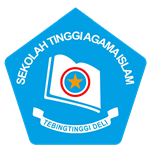 SEKOLAH TINGGI AGAMA ISLAM
TEBINGTINGGI DELI